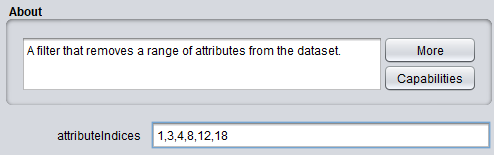 About
A filter that removes a range of attributes from the dataset.
More
Capabilities
attributeIndices 1,3,4,8,12,18